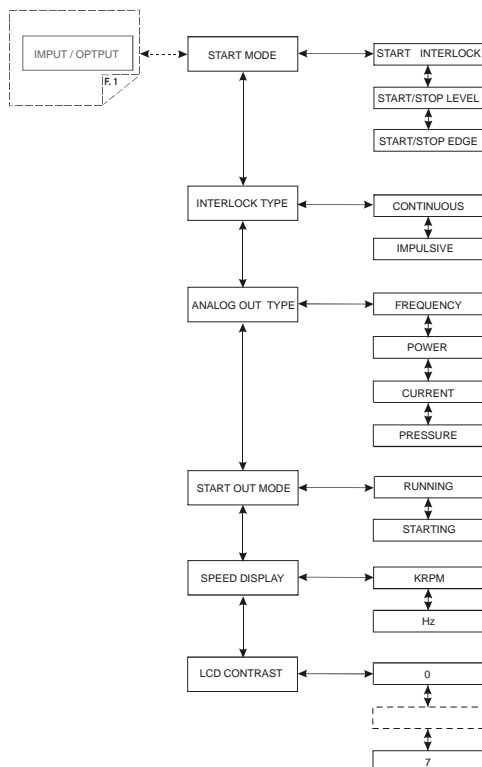 IMPUT / OPTPUT
F. 1
START MODE
START INTERLOCK
START/STOP LEVEL
START/STOP EDGE
INTERLOCK TYPE
CONTINUOUS
IMPULSIVE
ANALOG OUT TYPE
FREQUENCY
POWER
CURRENT
PRESSURE
START OUT MODE
RUNNING
STARTING
SPEED DISPLAY
KRPM
Hz
LCD CONTRAST
0
7